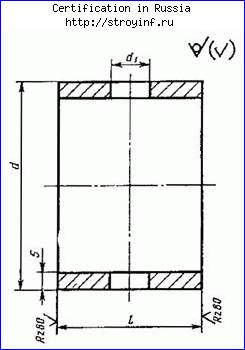 Certification in Russia
http://stroyinf.ru
d₁
d
S
Rz80
l
Rz80